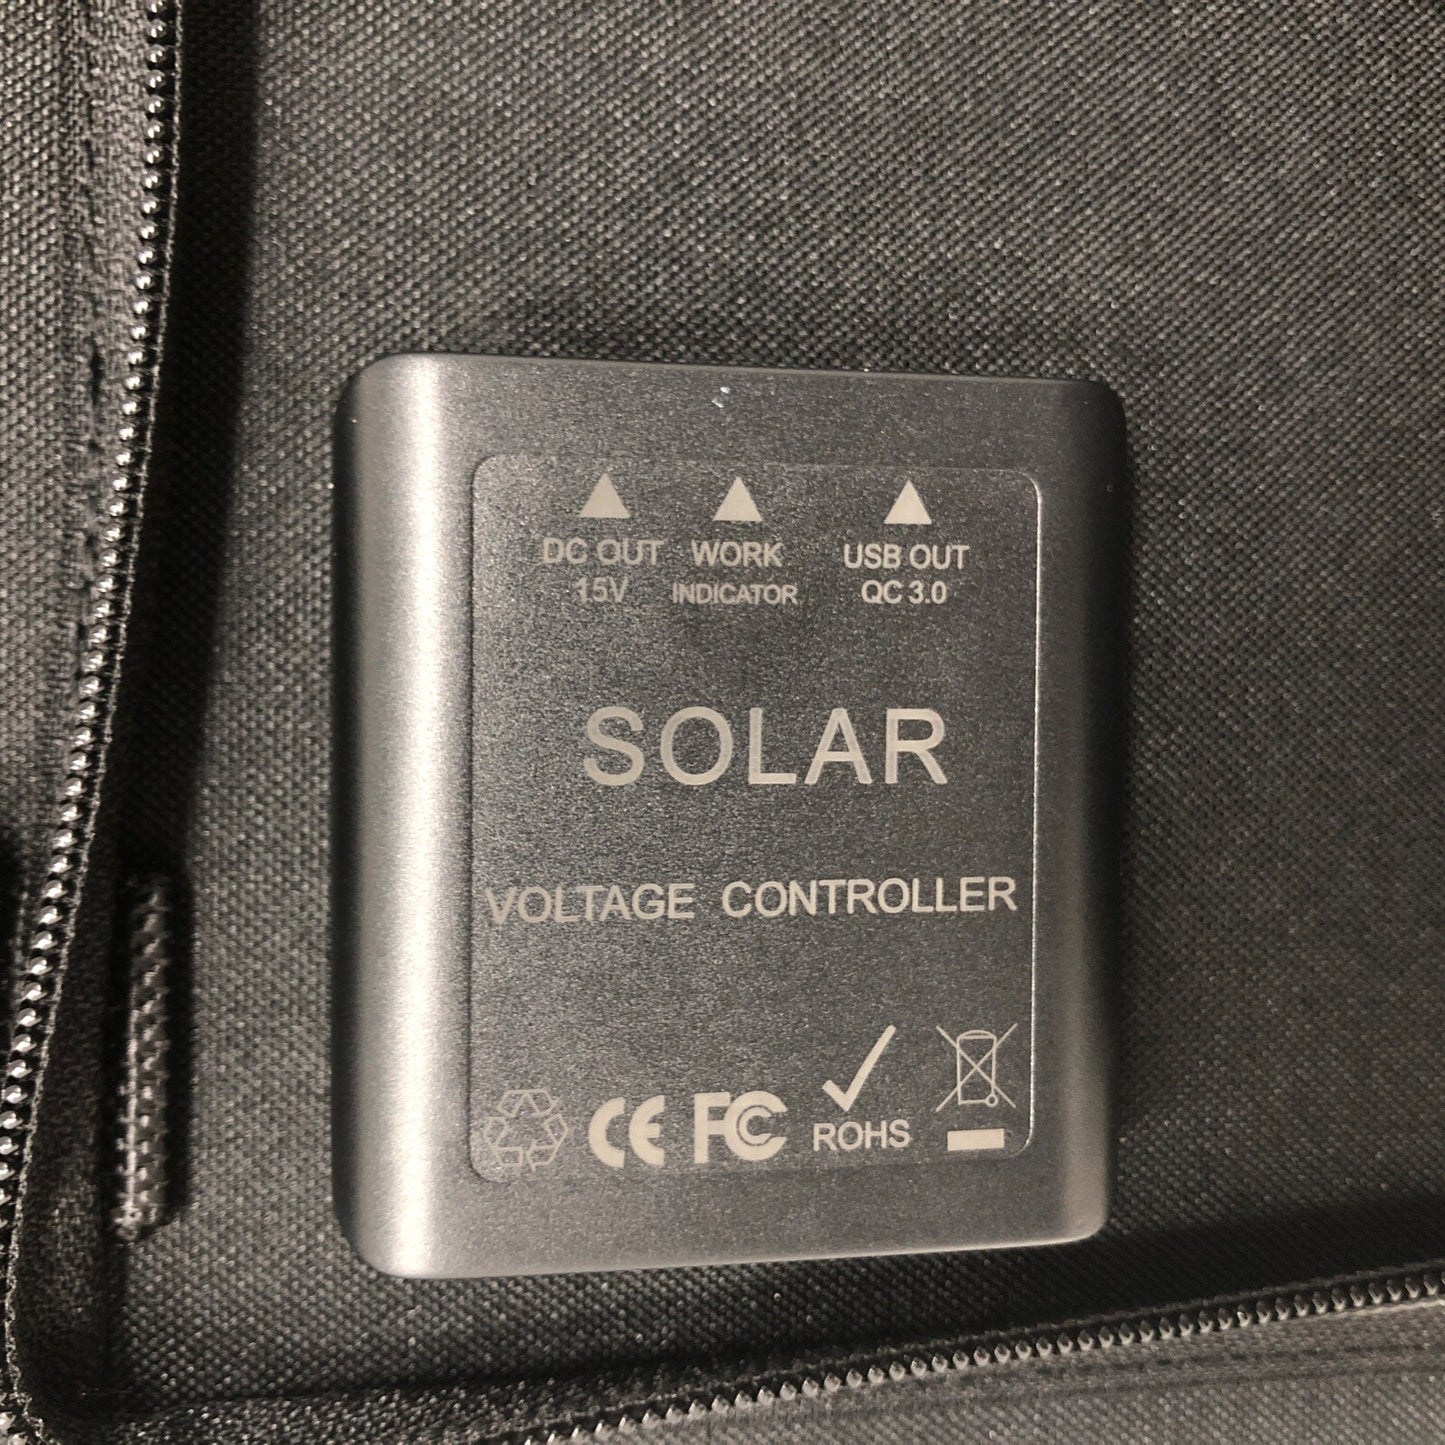 DC OUT WORK USB OUT
15V INDICATOR QC 3.0
SOLAR
VOLTAGE CONTROLLER
CE FC ROHS